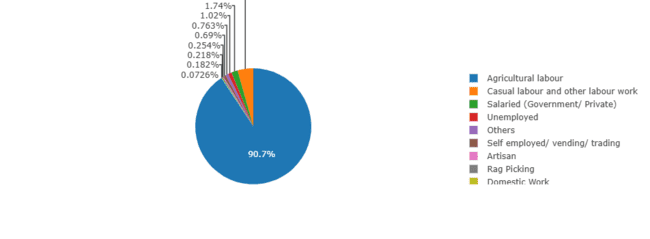 1.74%
1.02%
0.763%
0.69%
0.254%
0.218%
0.182%
0.0726%
90.7%
Agricultural labour
Casual labour and other labour work
Salaried (Government/ Private)
Unemployed
Others
Self employed/ vending/ trading
Artisan
Rag Picking
Domestic Work